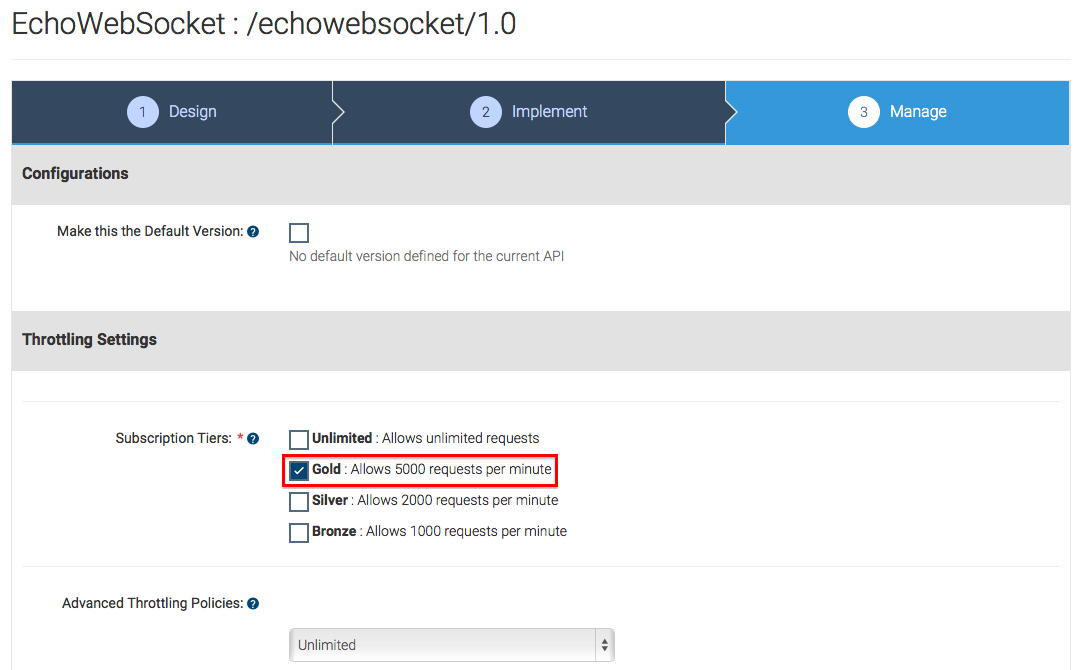 EchoWebSocket : /echowebsocket/1.0
1 Design 2 Implement 3 Manage
Configurations
Make this the Default Version: ?
No default version defined for the current API
Throttling Settings
Subscription Tiers: * ? Unlimited : Allows unlimited requests
Gold : Allows 5000 requests per minute
Silver : Allows 2000 requests per minute
Bronze : Allows 1000 requests per minute
Advanced Throttling Policies: ?
Unlimited